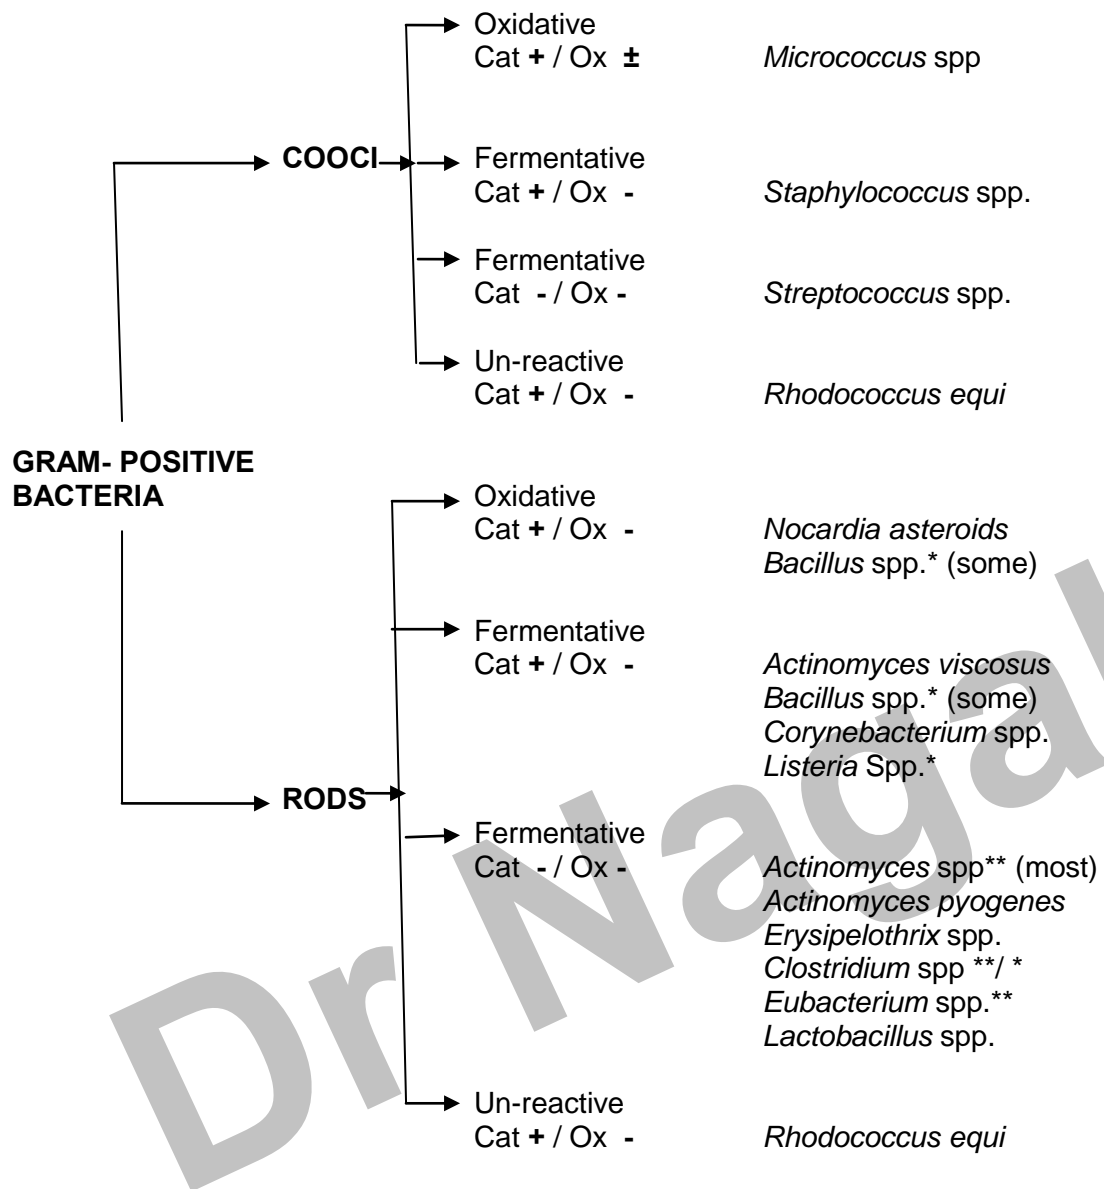 Oxidative
Cat + / Ox ± Micrococcus spp
COOCI Fermentative
Cat + / Ox - Staphylococcus spp.
Fermentative
Cat - / Ox - Streptococcus spp.
Un-reactive
Cat + / Ox - Rhodococcus equi
GRAM- POSITIVE
BACTERIA
Oxidative
Cat + / Ox - Nocardia asteroids
Bacillus spp.* (some)
Fermentative
Cat + / Ox - Actinomyces viscosus
Bacillus spp.* (some)
Corynebacterium spp.
Listeria Spp.*
RODS
Fermentative
Cat - / Ox - Actinomyces spp** (most)
Actinomyces pyogenes
Erysipelothrix spp.
Clostridium spp **/ *
Eubacterium spp.**
Lactobacillus spp.
Un-reactive
Cat + / Ox - Rhodococcus equi
Dr